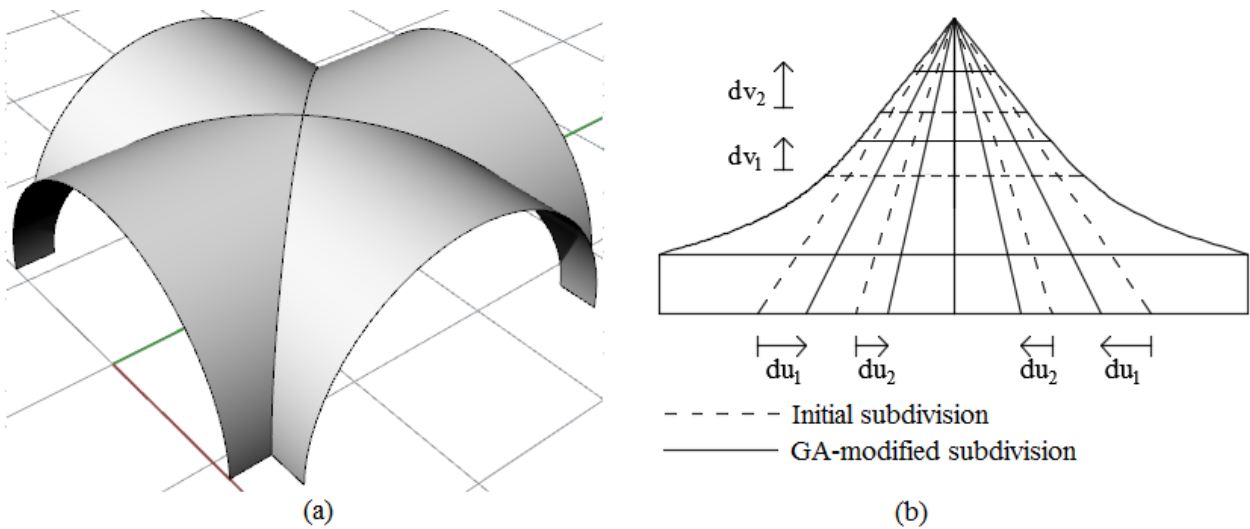 dv₂
dv₁
du₁ du₂ du₂ du₁
Initial subdivision
GA-modified subdivision
(a) (b)